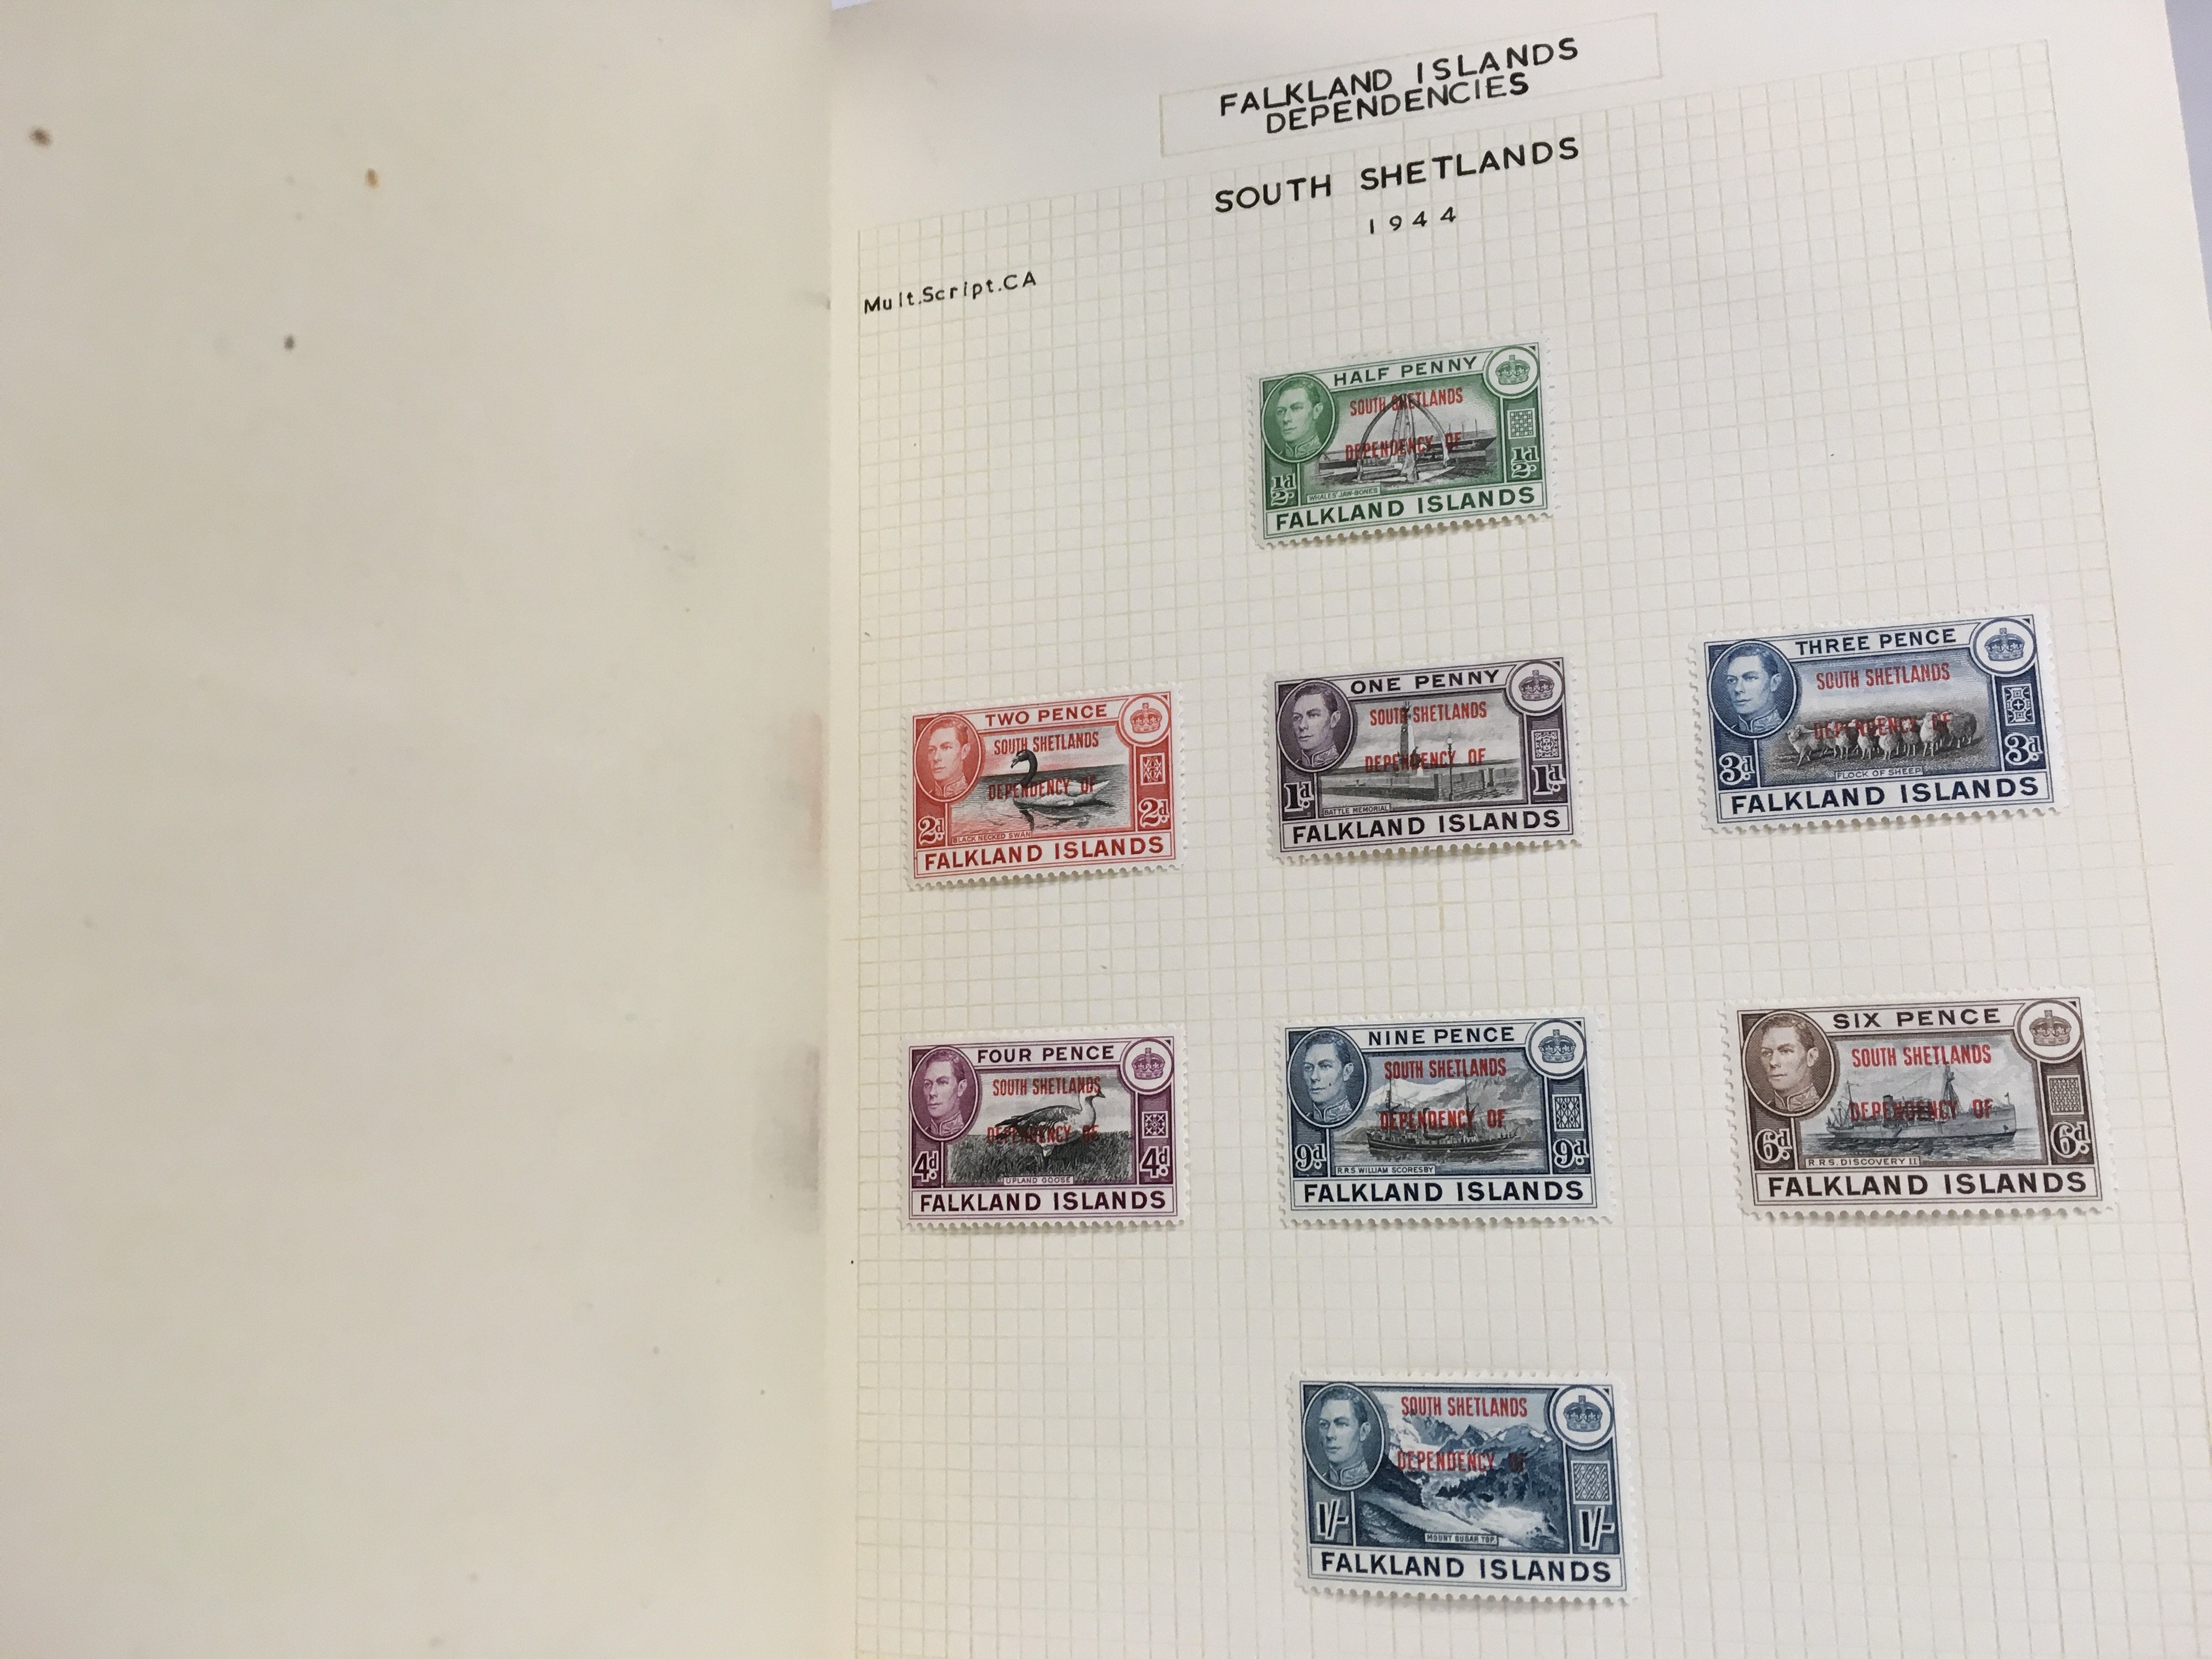 FALKLAND ISLANDS
DEPENDENCIES
SOUTH SHETLANDS
1944
Mult.Script.CA
HALF PENNY
SOUTH SHETLANDS
DEPENDENCY OF
½d ½d
WHALES' JAW-BONES
FALKLAND ISLANDS
TWO PENCE
SOUTH SHETLANDS
DEPENDENCY OF
2d 2d
BLACK NECKED SWAN
FALKLAND ISLANDS
ONE PENNY
SOUTH SHETLANDS
DEPENDENCY OF
1d 1d
BATTLE MEMORIAL
FALKLAND ISLANDS
THREE PENCE
SOUTH SHETLANDS
DEPENDENCY OF
3d 3d
FLOCK OF SHEEP
FALKLAND ISLANDS
FOUR PENCE
SOUTH SHETLANDS
DEPENDENCY OF
4d 4d
UPLAND GOOSE
FALKLAND ISLANDS
NINE PENCE
SOUTH SHETLANDS
DEPENDENCY OF
9d 9d
R.R.S. WILLIAM SCORESBY
FALKLAND ISLANDS
SIX PENCE
SOUTH SHETLANDS
DEPENDENCY OF
6d 6d
R.R.S. DISCOVERY II
FALKLAND ISLANDS
SOUTH SHETLANDS
DEPENDENCY OF
1/- 1/-
MOUNT SUGAR TOP
FALKLAND ISLANDS